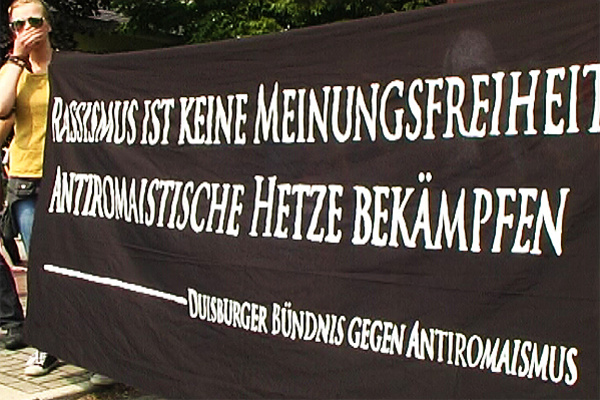 RASSISMUS IST KEINE MEINUNGSFREIHEIT
ANTIROMAISTISCHE HETZE BEKÄMPFEN
DUISBURGER BÜNDNIS GEGEN ANTIROMAISMUS